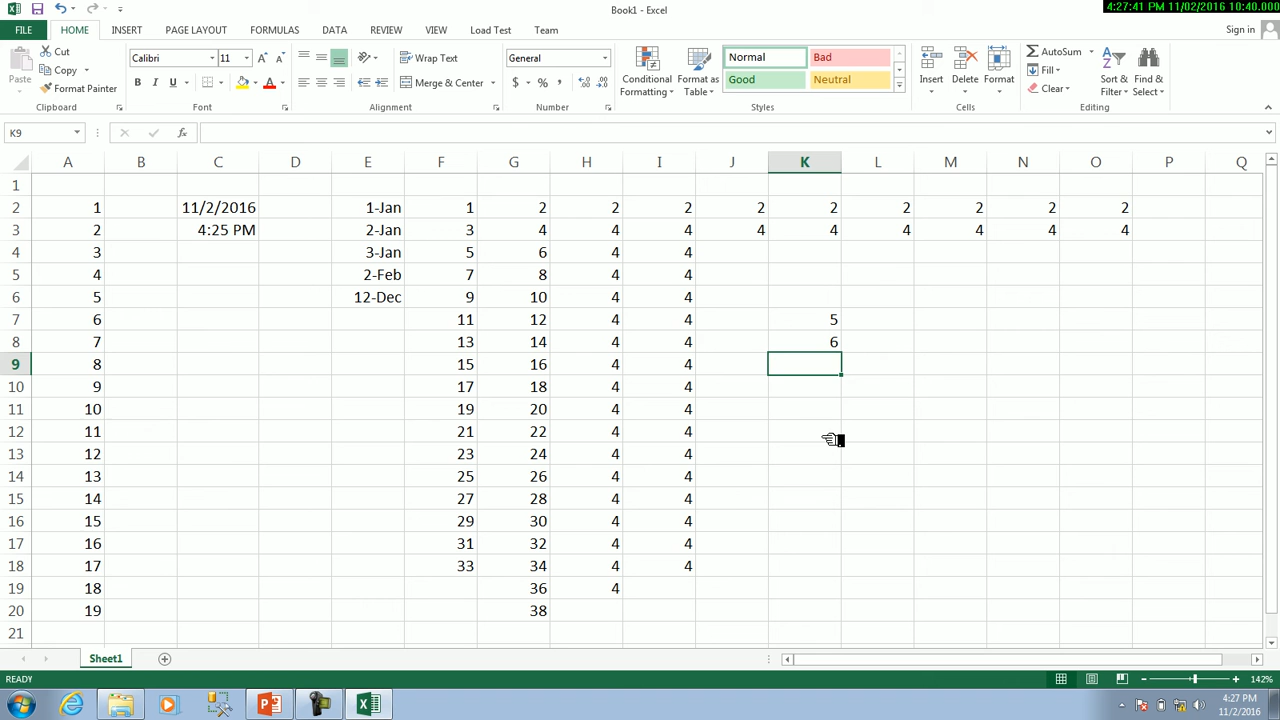 4:27:41 PM 11/02/2016 10:40.000
Book1 - Excel
Sign in
FILE HOME INSERT PAGE LAYOUT FORMULAS DATA REVIEW VIEW Load Test Team
Paste
Cut
Copy
Format Painter
Clipboard
Calibri 11
B I U
Font
Wrap Text
Merge & Center
Alignment
General
$ % ,
Number
Conditional Formatting
Format as Table
Normal Bad
Good Neutral
Styles
Insert Delete Format
Cells
AutoSum
Fill
Clear
Sort & Filter
Find & Select
Editing
K9 fx
A B C D E F G H I J K L M N O P Q
1
2 1 11/2/2016 1-Jan 1 2 2 2 2 2 2 2 2 2
3 2 4:25 PM 2-Jan 3 4 4 4 4 4 4 4 4 4
4 3 3-Jan 5 6 4 4
5 4 2-Feb 7 8 4 4
6 5 12-Dec 9 10 4 4
7 6 11 12 4 4 5
8 7 13 14 4 4 6
9 8 15 16 4 4
10 9 17 18 4 4
11 10 19 20 4 4
12 11 21 22 4 4
13 12 23 24 4 4
14 13 25 26 4 4
15 14 27 28 4 4
16 15 29 30 4 4
17 16 31 32 4 4
18 17 33 34 4 4
19 18 36 4
20 19 38
21
Sheet1
READY 142%
4:27 PM
11/2/2016